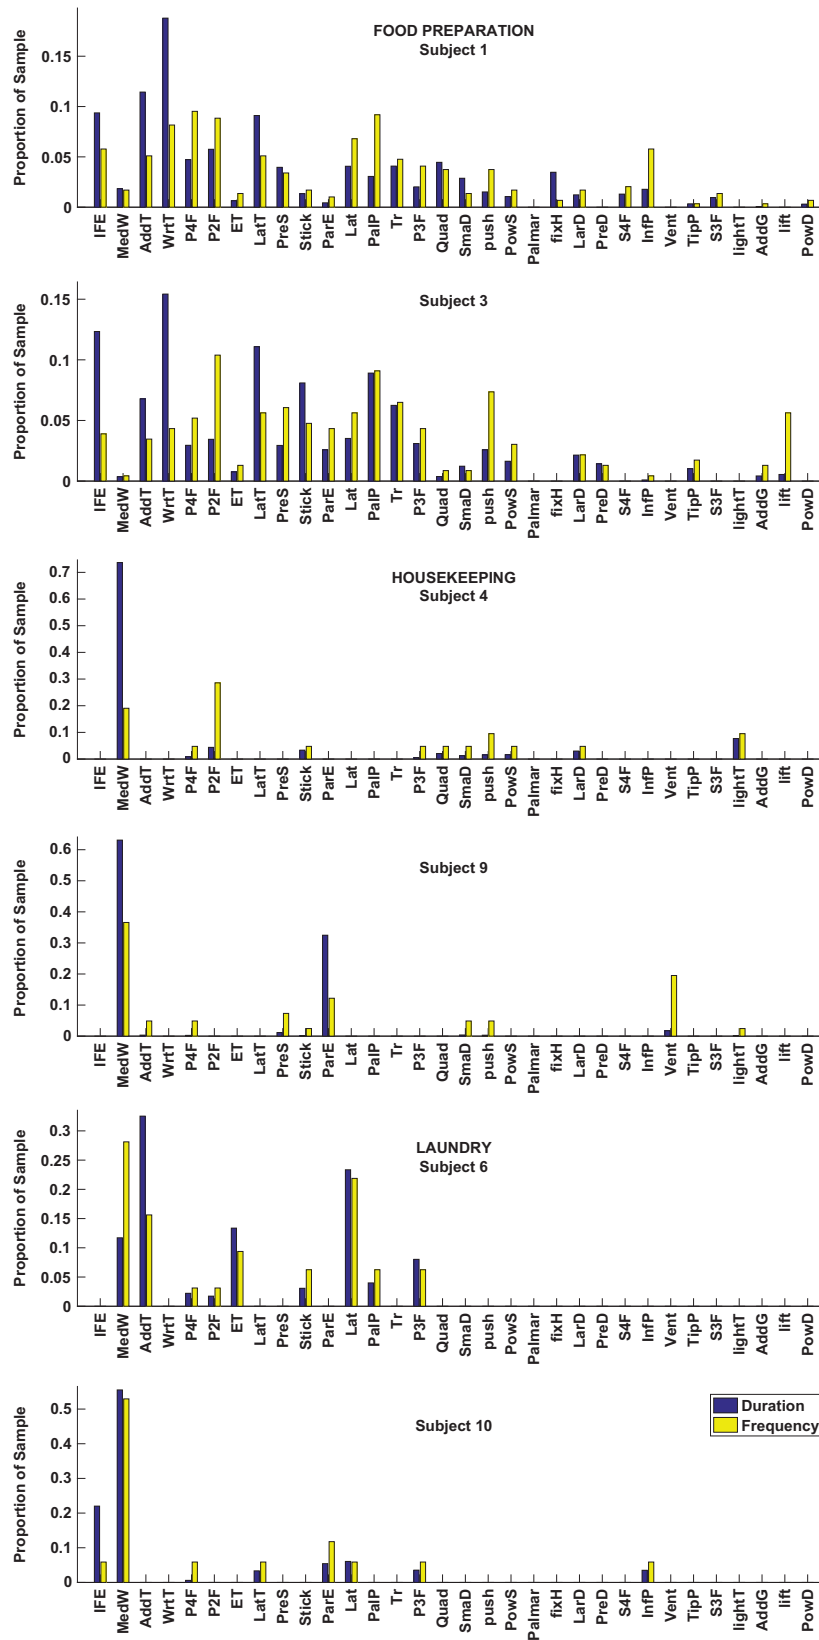 FOOD PREPARATION
Subject 1
Proportion of Sample
0.15
0.1
0.05
0
IFE MedW AddT WrtT P4F P2F ET LatT PreS Stick ParE Lat PalP Tr P3F Quad SmaD push PowS Palmar fixH LarD PreD S4F InfP Vent TipP S3F lightT AddG lift PowD
Subject 3
Proportion of Sample
0.15
0.1
0.05
0
IFE MedW AddT WrtT P4F P2F ET LatT PreS Stick ParE Lat PalP Tr P3F Quad SmaD push PowS Palmar fixH LarD PreD S4F InfP Vent TipP S3F lightT AddG lift PowD
HOUSEKEEPING
Subject 4
Proportion of Sample
0.7
0.6
0.5
0.4
0.3
0.2
0.1
0
IFE MedW AddT WrtT P4F P2F ET LatT PreS Stick ParE Lat PalP Tr P3F Quad SmaD push PowS Palmar fixH LarD PreD S4F InfP Vent TipP S3F lightT AddG lift PowD
Subject 9
Proportion of Sample
0.6
0.5
0.4
0.3
0.2
0.1
0
IFE MedW AddT WrtT P4F P2F ET LatT PreS Stick ParE Lat PalP Tr P3F Quad SmaD push PowS Palmar fixH LarD PreD S4F InfP Vent TipP S3F lightT AddG lift PowD
LAUNDRY
Subject 6
Proportion of Sample
0.3
0.25
0.2
0.15
0.1
0.05
0
IFE MedW AddT WrtT P4F P2F ET LatT PreS Stick ParE Lat PalP Tr P3F Quad SmaD push PowS Palmar fixH LarD PreD S4F InfP Vent TipP S3F lightT AddG lift PowD
Subject 10
Duration
Frequency
Proportion of Sample
0.5
0.4
0.3
0.2
0.1
0
IFE MedW AddT WrtT P4F P2F ET LatT PreS Stick ParE Lat PalP Tr P3F Quad SmaD push PowS Palmar fixH LarD PreD S4F InfP Vent TipP S3F lightT AddG lift PowD